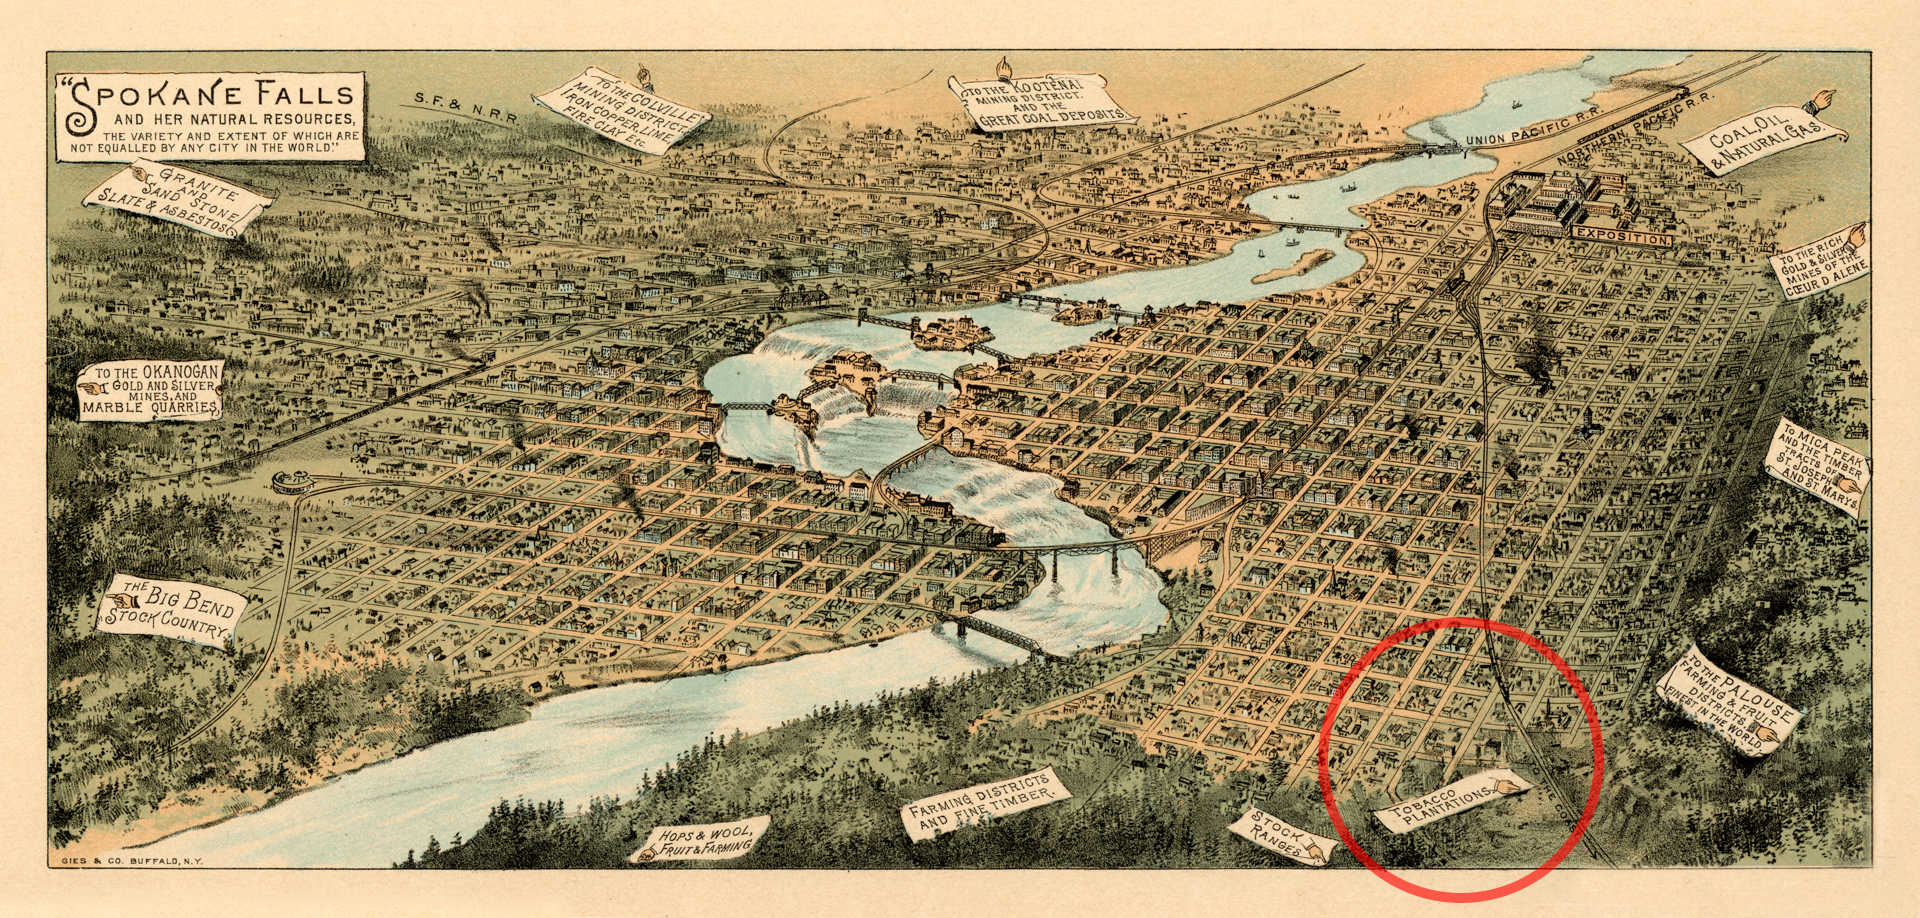 "SPOKANE FALLS
AND HER NATURAL RESOURCES,
THE VARIETY AND EXTENT OF WHICH ARE
NOT EQUALLED BY ANY CITY IN THE WORLD."
S.F. & N.R.R.
TO THE COLVILLE
MINING DISTRICT
IRON, COPPER, LIME,
FIRE CLAY, Etc.
TO THE KOOTENAI
MINING DISTRICT.
AND THE
GREAT COAL DEPOSITS.
UNION PACIFIC R.R.
NORTHERN PACIFIC R.R.
COAL, OIL
& NATURAL GAS.
GRANITE
AND
SAND STONE
SLATE & ASBESTOS
EXPOSITION.
TO THE RICH
GOLD & SILVER
MINES OF THE
CŒUR D'ALENE
TO THE OKANOGAN
GOLD AND SILVER
MINES, AND
MARBLE QUARRIES.
TO MICA PEAK
AND THE TIMBER
TRACTS OF
ST. JOSEPH
AND ST MARYS.
THE BIG BEND
STOCK COUNTRY.
TO THE PALOUSE
FARMING & FRUIT
DISTRICTS
FINEST IN THE WORLD.
FARMING DISTRICTS
AND FINE TIMBER.
TOBACCO
PLANTATIONS.
STOCK
RANGES
HOPS & WOOL,
FRUIT & FARMING
GIES & CO. BUFFALO, N.Y.